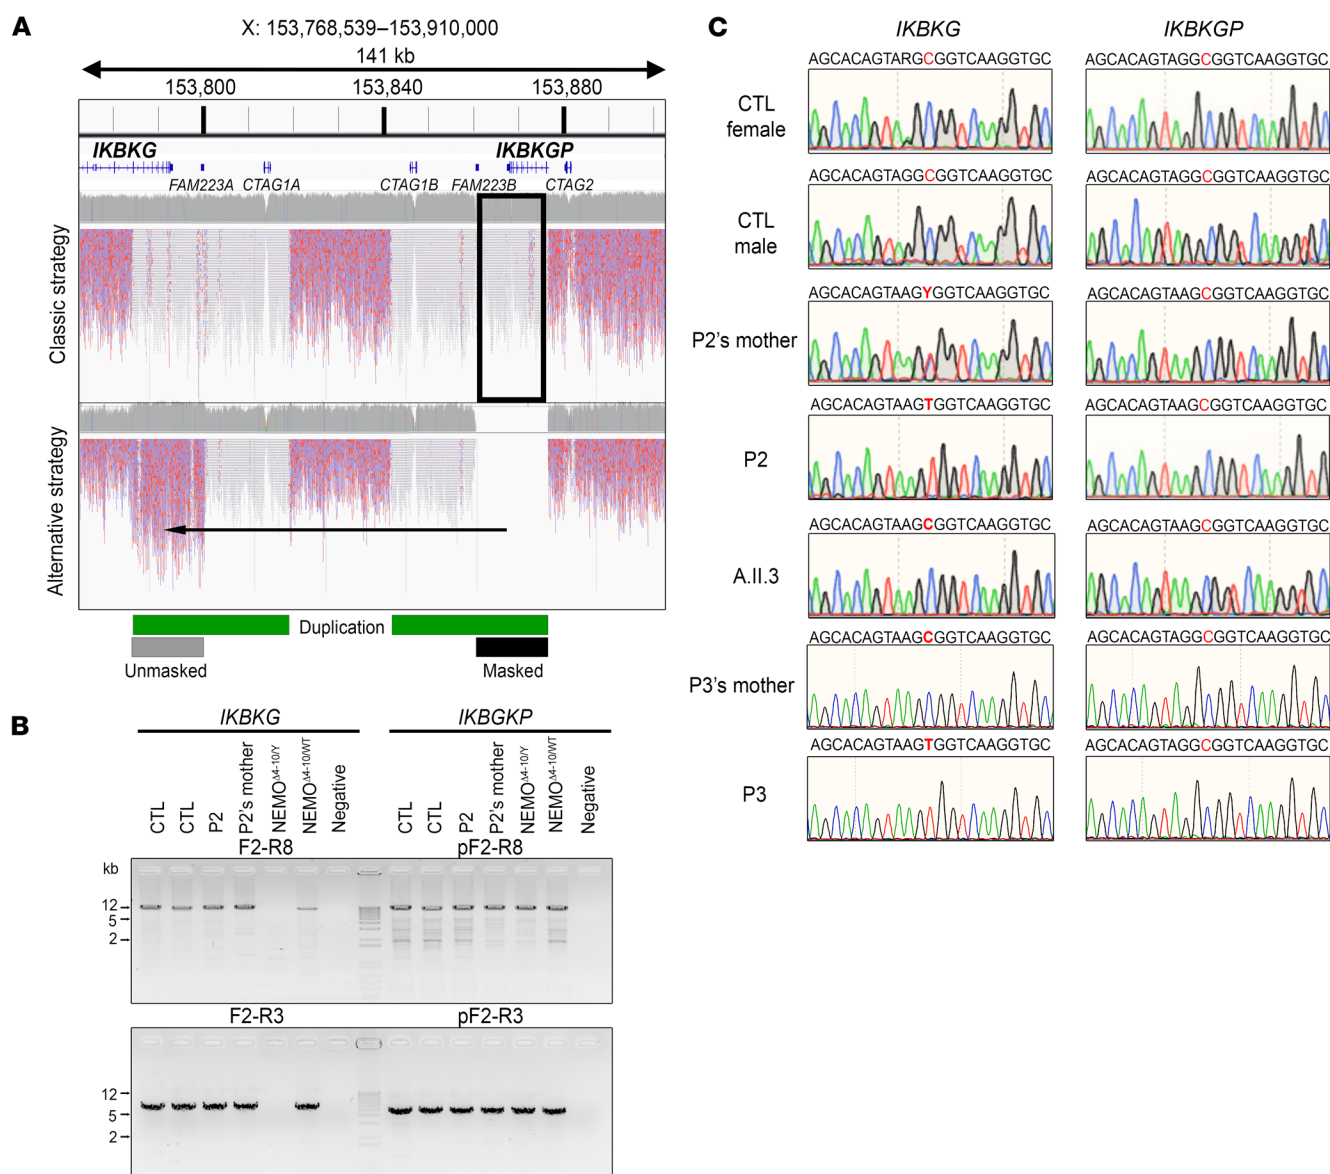 A
X: 153,768,539–153,910,000
141 kb
153,800 153,840 153,880
IKBKG IKBKGP
FAM223A CTAG1A CTAG1B FAM223B CTAG2
Classic strategy
Alternative strategy
Duplication
Unmasked Masked
B
IKBKG IKBGKP
CTL CTL P2 P2's mother NEMOΔ4-10/Y NEMOΔ4-10/WT Negative CTL CTL P2 P2's mother NEMOΔ4-10/Y NEMOΔ4-10/WT Negative
F2-R8 pF2-R8
kb
12
5
2
F2-R3 pF2-R3
12
5
2
C
IKBKG IKBKGP
AGCACAGTARGCGGTCAAGGTGC AGCACAGTAGGCGGTCAAGGTGC
CTL
female
AGCACAGTAGGCGGTCAAGGTGC AGCACAGTAGGCGGTCAAGGTGC
CTL
male
AGCACAGTAAGYGGTCAAGGTGC AGCACAGTAAGCGGTCAAGGTGC
P2's mother
AGCACAGTAAGTGGTCAAGGTGC AGCACAGTAAGCGGTCAAGGTGC
P2
AGCACAGTAAGCGGTCAAGGTGC AGCACAGTAAGCGGTCAAGGTGC
A.II.3
AGCACAGTAAGCGGTCAAGGTGC AGCACAGTAGGCGGTCAAGGTGC
P3's mother
AGCACAGTAAGTGGTCAAGGTGC AGCACAGTAGGCGGTCAAGGTGC
P3